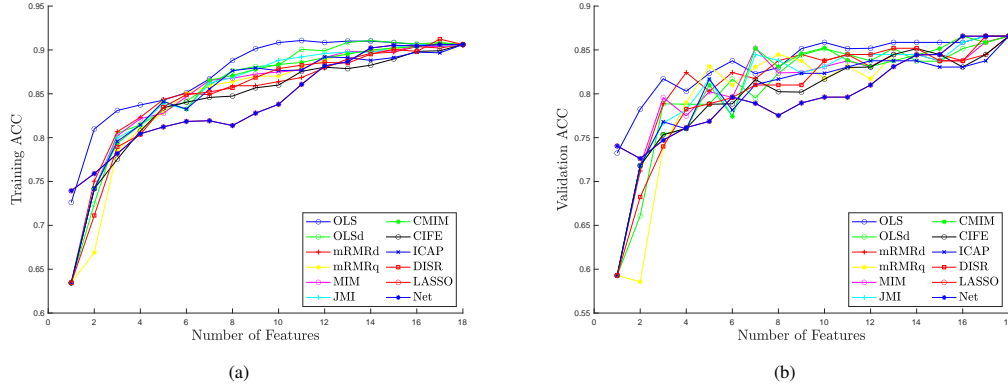 0.95
0.9
0.85
0.8
0.75
0.7
0.65
0.6
Training ACC
0 2 4 6 8 10 12 14 16 18
Number of Features
OLS CMIM
OLSd CIFE
mRMRd ICAP
mRMRq DISR
MIM LASSO
JMI Net
(a)
0.95
0.9
0.85
0.8
0.75
0.7
0.65
0.6
0.55
Validation ACC
0 2 4 6 8 10 12 14 16 18
Number of Features
OLS CMIM
OLSd CIFE
mRMRd ICAP
mRMRq DISR
MIM LASSO
JMI Net
(b)